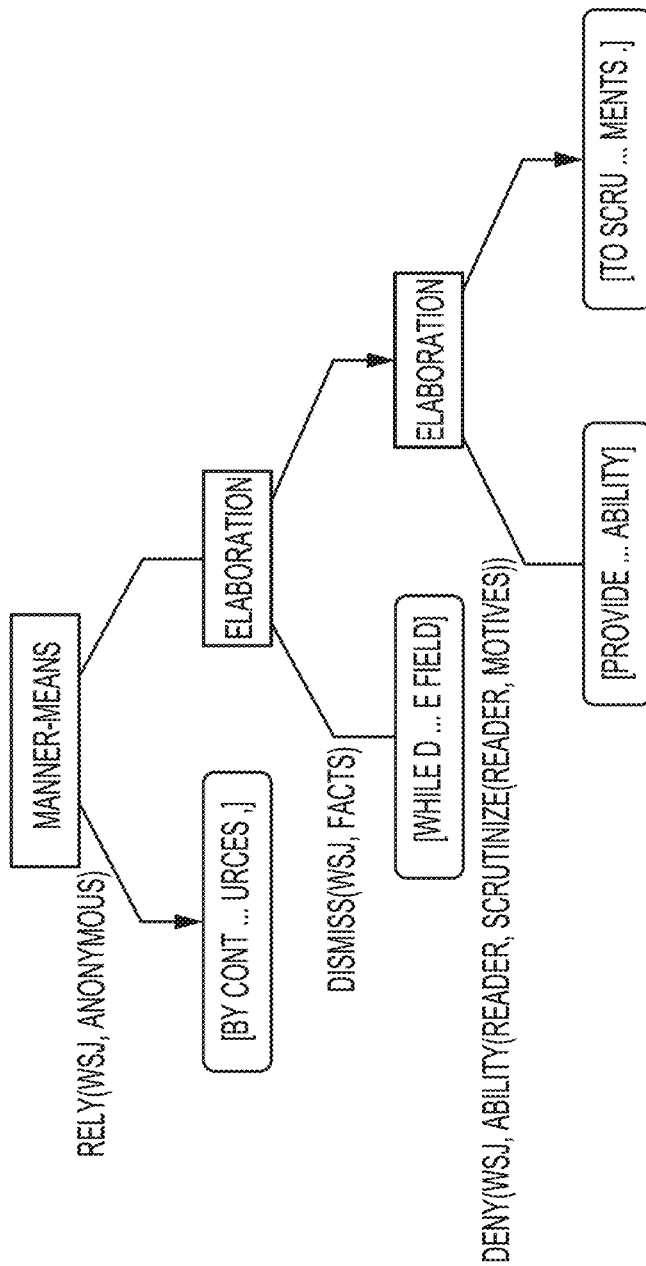 MANNER-MEANS
RELY(WSJ, ANONYMOUS)
[BY CONT ... URCES ,]
ELABORATION
DISMISS(WSJ, FACTS)
[WHILE D ... E FIELD]
ELABORATION
DENY(WSJ, ABILITY(READER, SCRUTINIZE(READER, MOTIVES))
[PROVIDE ... ABILITY]
[TO SCRU ... MENTS .]